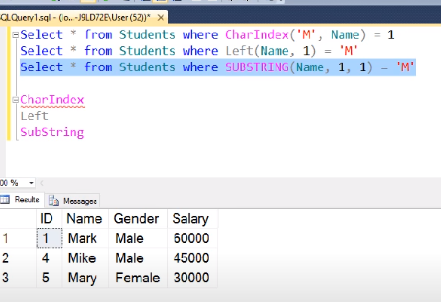 SQLQuery1.sql - (lo... -J9LD72E\User (52))* ×
Select * from Students where CharIndex('M', Name) = 1
Select * from Students where Left(Name, 1) = 'M'
Select * from Students where SUBSTRING(Name, 1, 1) = 'M'
CharIndex
Left
SubString
00 %
Results Messages
ID Name Gender Salary
1 1 Mark Male 60000
2 4 Mike Male 45000
3 5 Mary Female 30000